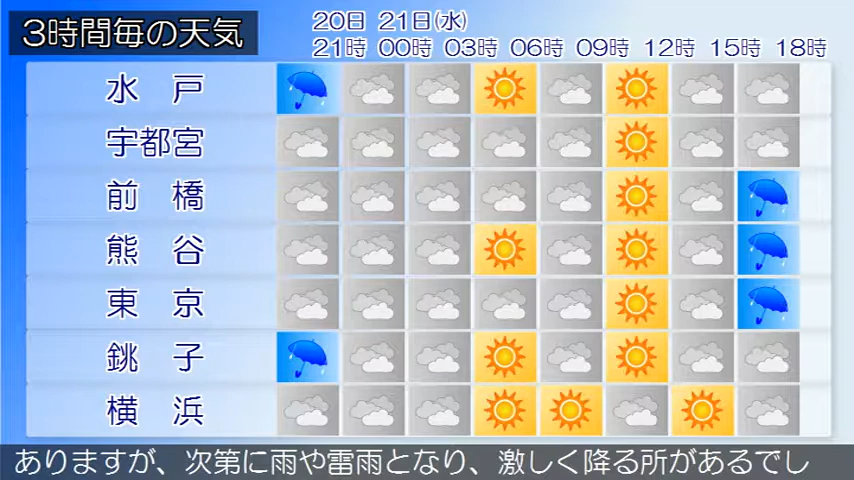 3時間毎の天気
20日 21日(水)
21時 00時 03時 06時 09時 12時 15時 18時
水 戸
宇都宮
前 橋
熊 谷
東 京
銚 子
横 浜
ありますが、次第に雨や雷雨となり、激しく降る所があるでし